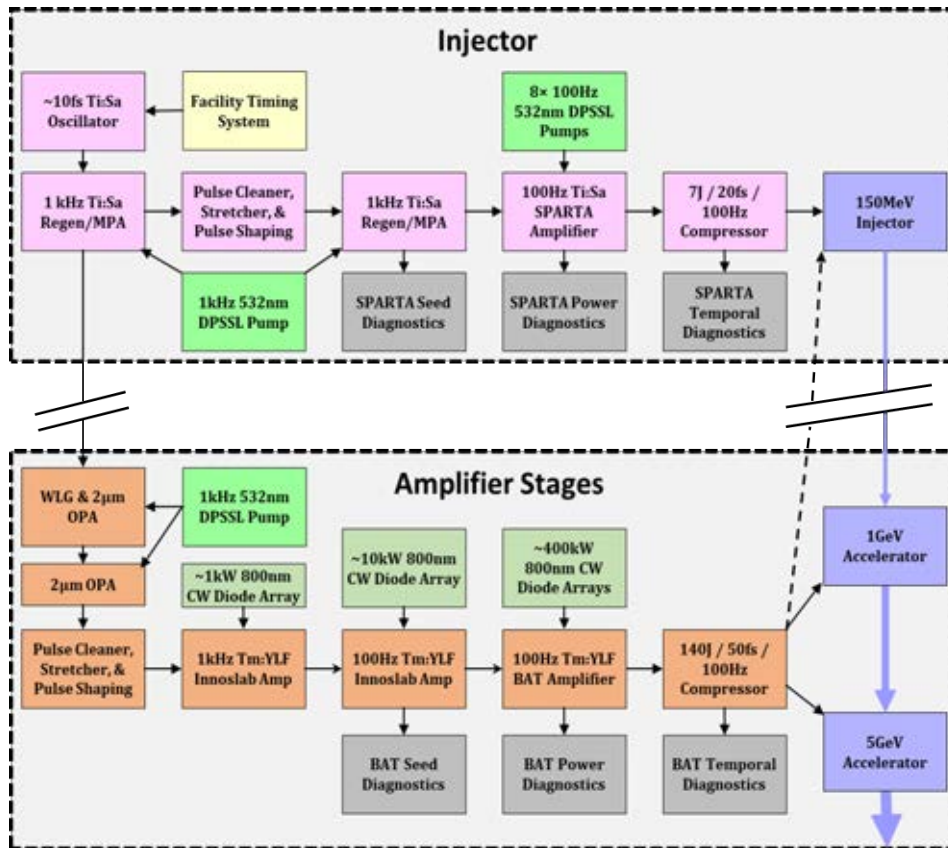 Injector
~10fs Ti:Sa
Oscillator
Facility Timing
System
8× 100Hz
532nm DPSSL
Pumps
1 kHz Ti:Sa
Regen/MPA
Pulse Cleaner,
Stretcher, &
Pulse Shaping
1kHz Ti:Sa
Regen/MPA
100Hz Ti:Sa
SPARTA
Amplifier
7J / 20fs /
100Hz
Compressor
150MeV
Injector
1kHz 532nm
DPSSL Pump
SPARTA Seed
Diagnostics
SPARTA Power
Diagnostics
SPARTA
Temporal
Diagnostics
Amplifier Stages
WLG & 2μm
OPA
1kHz 532nm
DPSSL Pump
2μm OPA
~1kW 800nm
CW Diode Array
~10kW 800nm
CW Diode Array
~400kW
800nm CW
Diode Arrays
1GeV
Accelerator
Pulse Cleaner,
Stretcher, &
Pulse Shaping
1kHz Tm:YLF
Innoslab Amp
100Hz Tm:YLF
Innoslab Amp
100Hz Tm:YLF
BAT Amplifier
140J / 50fs /
100Hz
Compressor
BAT Seed
Diagnostics
BAT Power
Diagnostics
BAT Temporal
Diagnostics
5GeV
Accelerator